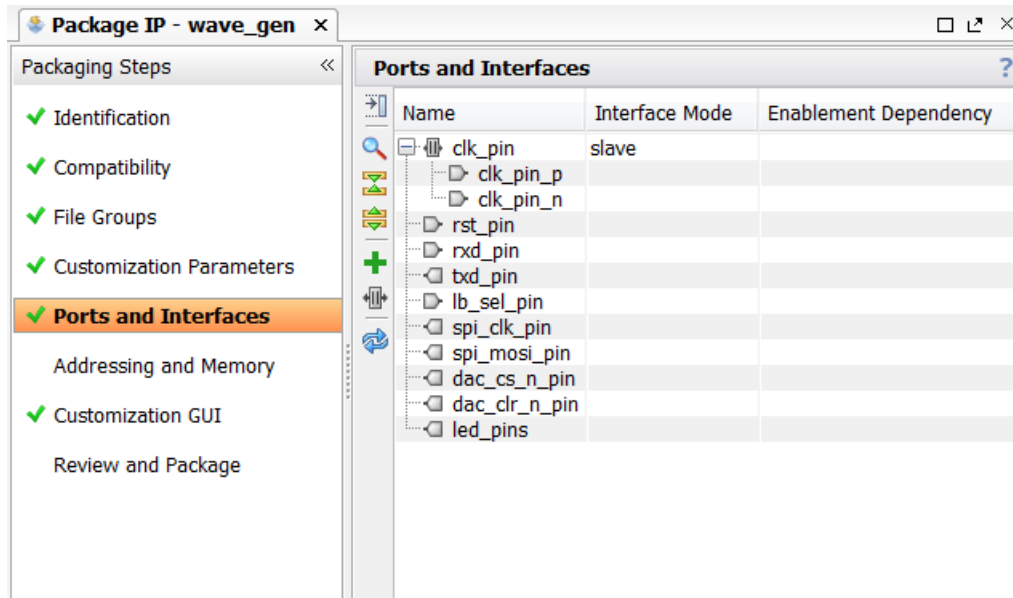 Package IP - wave_gen
Packaging Steps
Identification
Compatibility
File Groups
Customization Parameters
Ports and Interfaces
Addressing and Memory
Customization GUI
Review and Package
Ports and Interfaces ?
Name Interface Mode Enablement Dependency
clk_pin slave
clk_pin_p
clk_pin_n
rst_pin
rxd_pin
txd_pin
lb_sel_pin
spi_clk_pin
spi_mosi_pin
dac_cs_n_pin
dac_clr_n_pin
led_pins